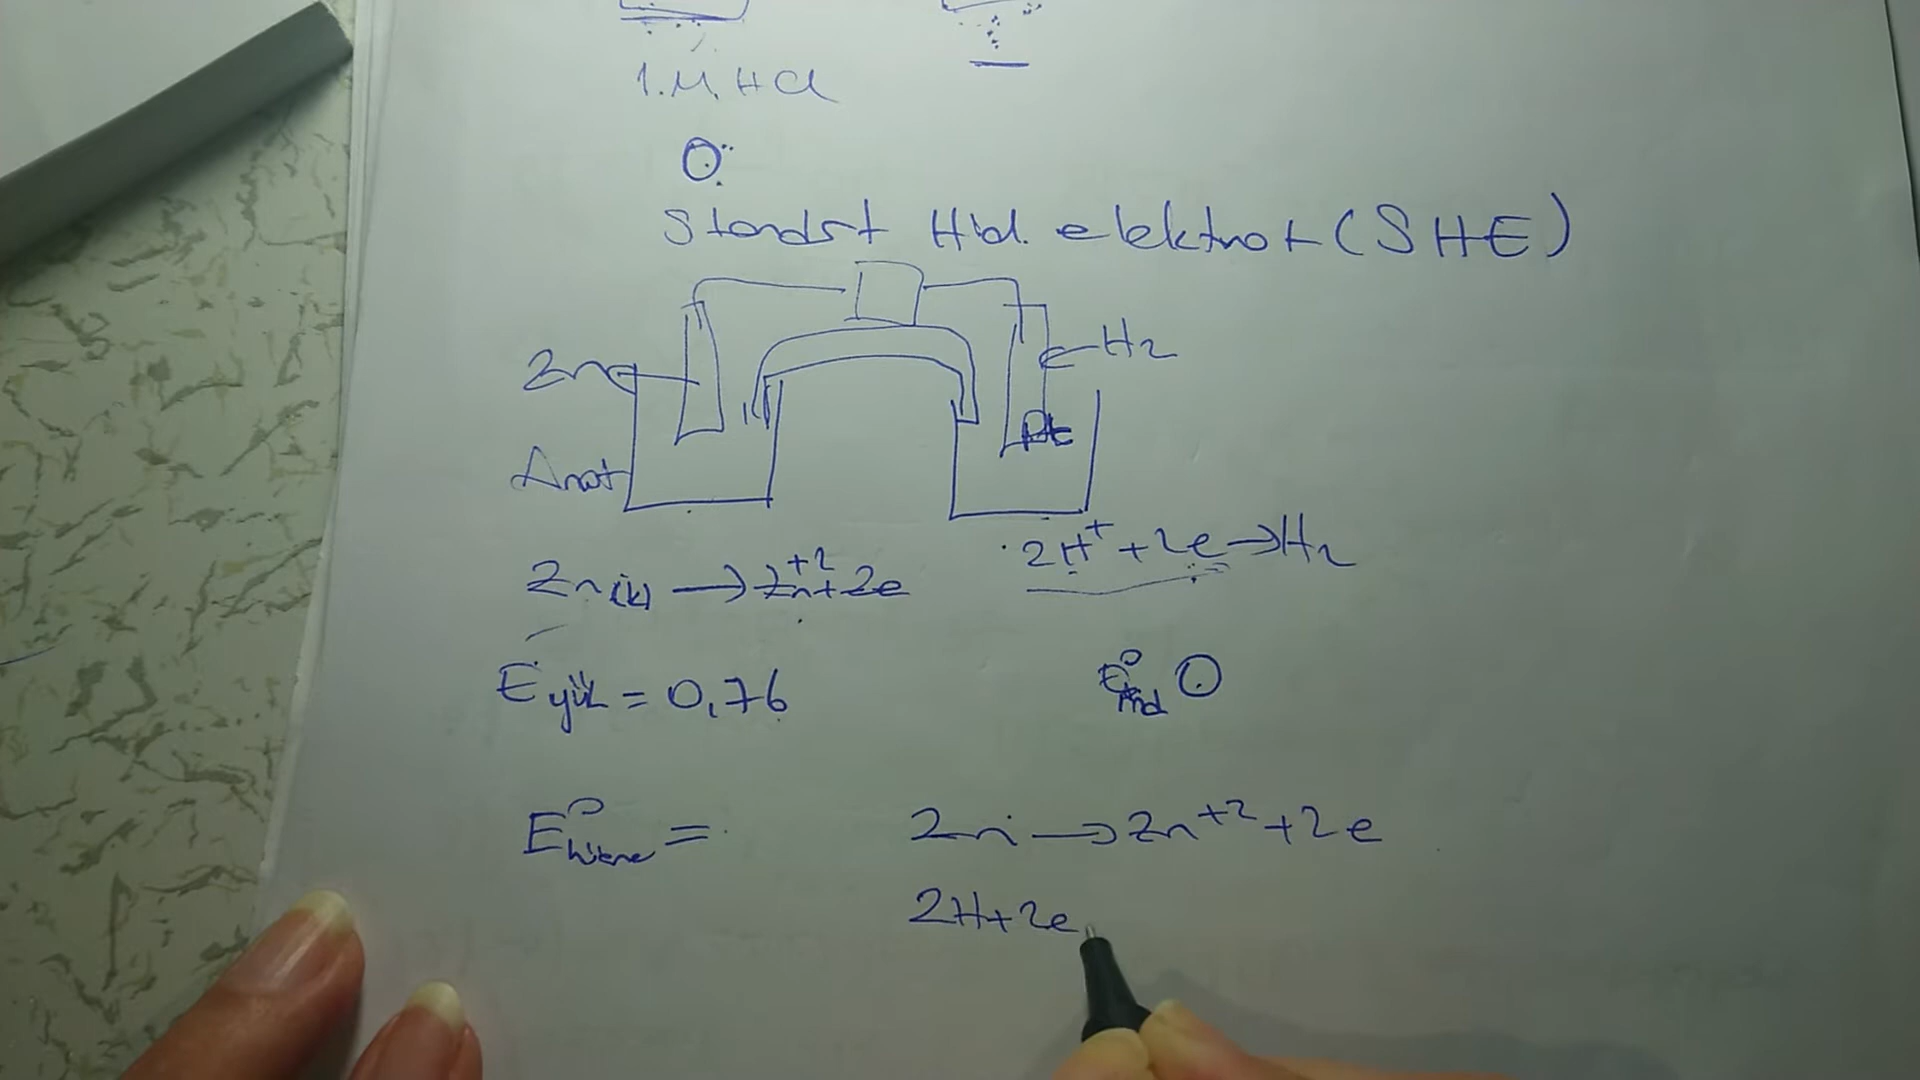 1.M. HCl
0
Standart Hid. elektrot (SHE)
Zn
H2
Pt
Anot
2H⁺ + 2e → H2
Zn(k) → Zn⁺² + 2e
Eyük = 0,76
E° ind 0
E° hücre =
Zn → Zn⁺² + 2e
2H + 2e